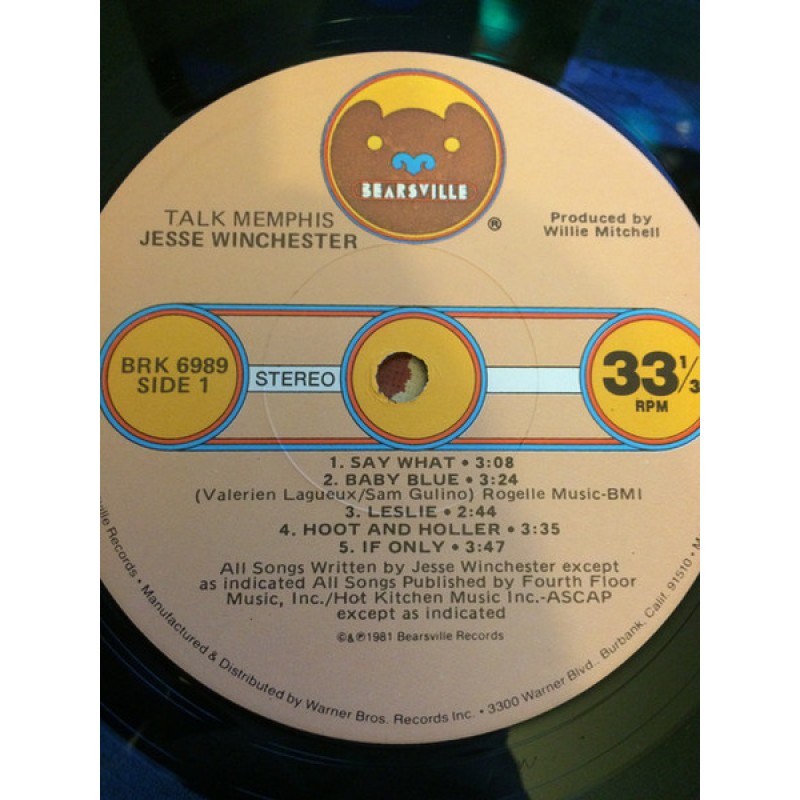 BEARSVILLE
®
TALK MEMPHIS
JESSE WINCHESTER
Produced by
Willie Mitchell
BRK 6989
SIDE 1
STEREO
33 1/3
RPM
1. SAY WHAT • 3:08
2. BABY BLUE • 3:24
(Valerien Lagueux/Sam Gulino) Rogelle Music-BMI
3. LESLIE • 2:44
4. HOOT AND HOLLER • 3:35
5. IF ONLY • 3:47
All Songs Written by Jesse Winchester except
as indicated All Songs Published by Fourth Floor
Music, Inc./Hot Kitchen Music Inc.-ASCAP
except as indicated
©&℗1981 Bearsville Records
Records • Manufactured & Distributed by Warner Bros. Records Inc. • 3300 Warner Blvd., Burbank, Calif. 91510 •